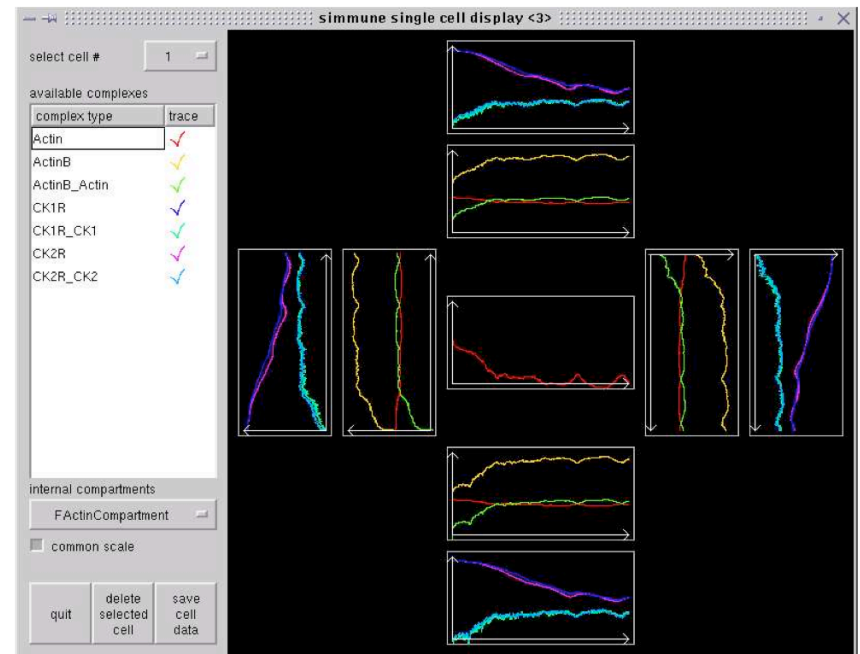 simmune single cell display <3>
select cell #
1
available complexes
complex type trace
Actin
ActinB
ActinB_Actin
CK1R
CK1R_CK1
CK2R
CK2R_CK2
internal compartments
FActinCompartment
common scale
quit
delete
selected
cell
save
cell
data